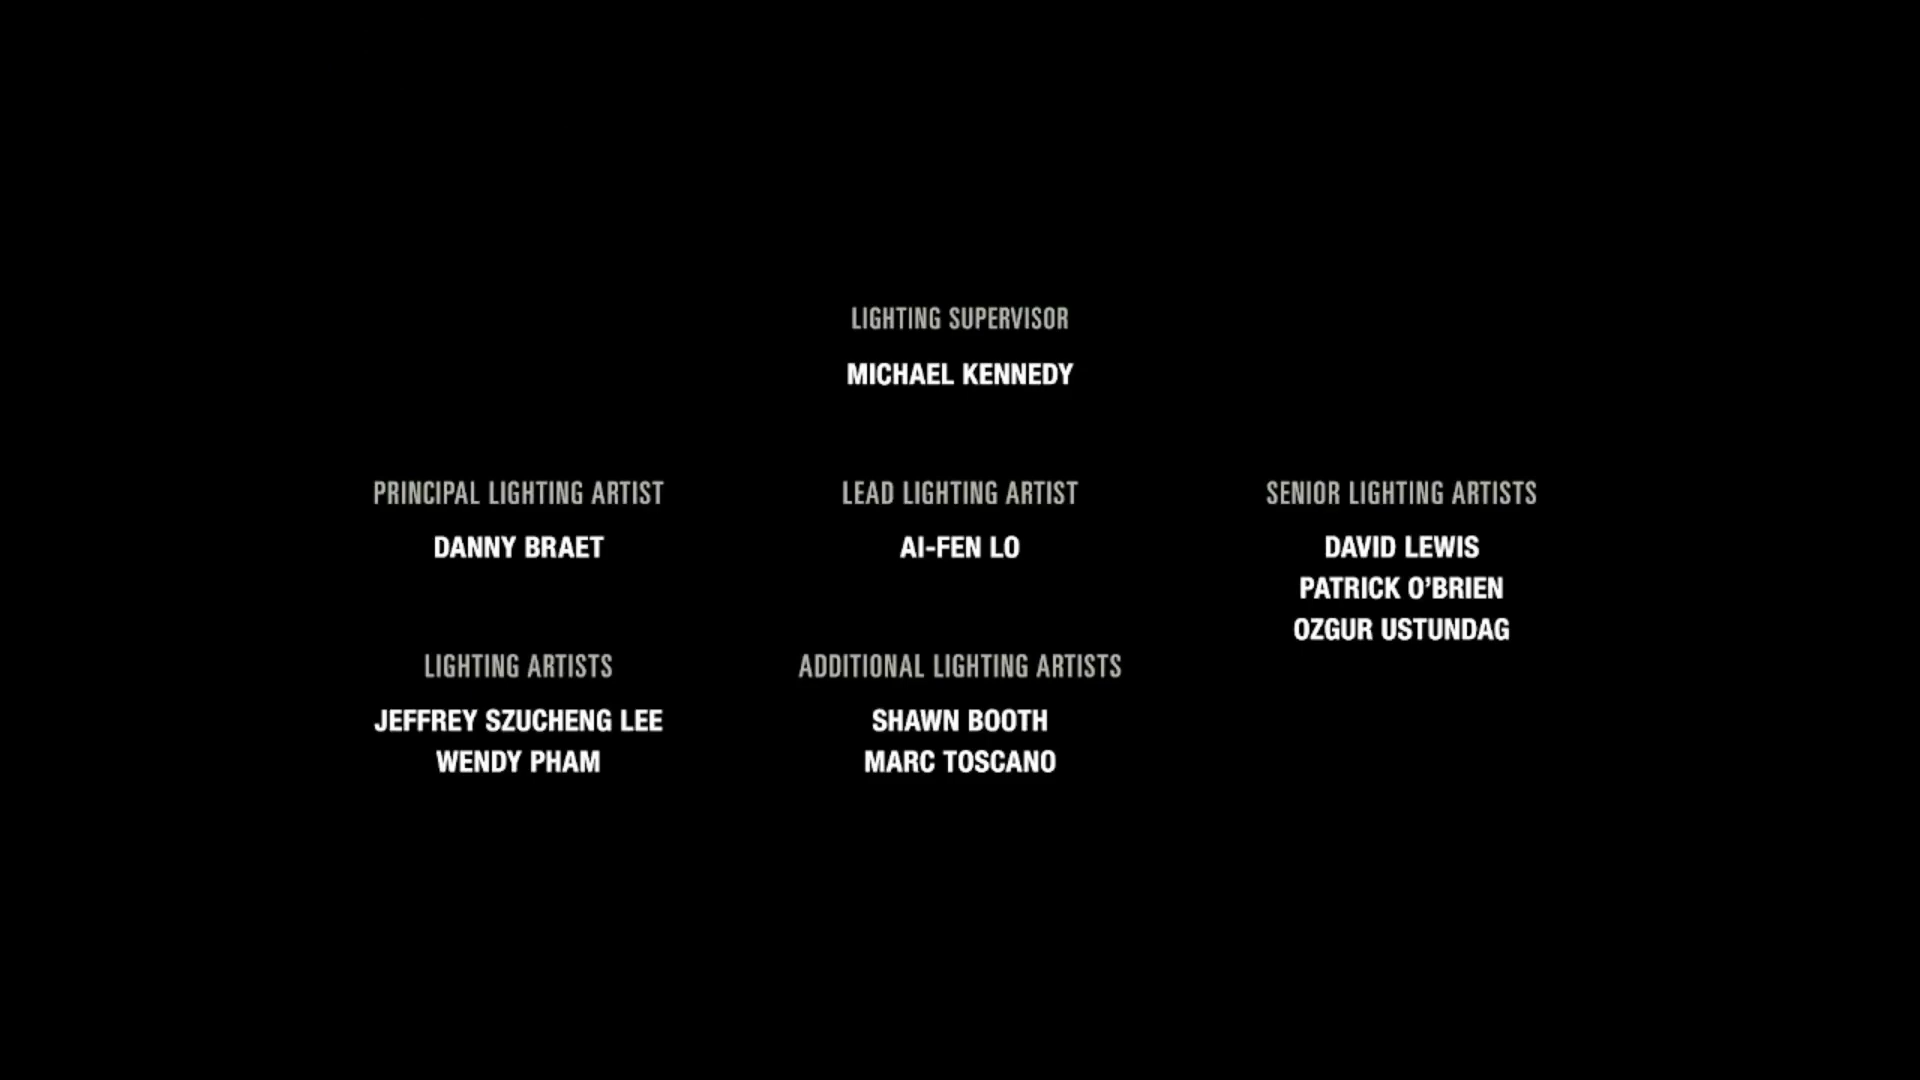 LIGHTING SUPERVISOR
MICHAEL KENNEDY
PRINCIPAL LIGHTING ARTIST
DANNY BRAET
LEAD LIGHTING ARTIST
AI-FEN LO
SENIOR LIGHTING ARTISTS
DAVID LEWIS
PATRICK O’BRIEN
OZGUR USTUNDAG
LIGHTING ARTISTS
JEFFREY SZUCHENG LEE
WENDY PHAM
ADDITIONAL LIGHTING ARTISTS
SHAWN BOOTH
MARC TOSCANO